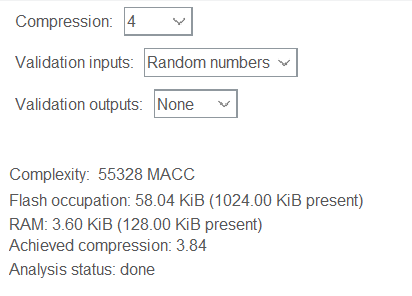 Compression: 4
Validation inputs: Random numbers
Validation outputs: None
Complexity: 55328 MACC
Flash occupation: 58.04 KiB (1024.00 KiB present)
RAM: 3.60 KiB (128.00 KiB present)
Achieved compression: 3.84
Analysis status: done